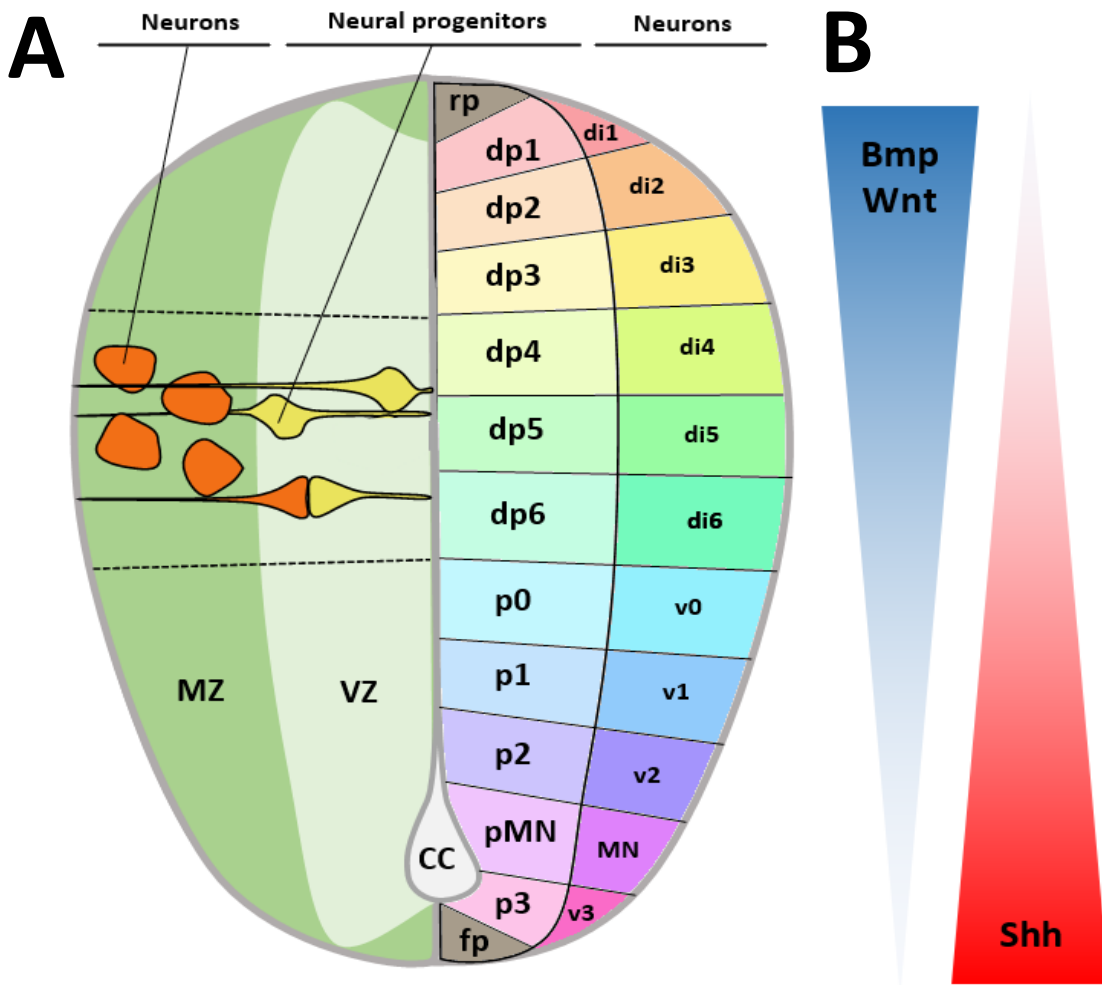 A
Neurons
Neural progenitors
Neurons
B
rp
dp1
di1
dp2
di2
dp3
di3
dp4
di4
dp5
di5
dp6
di6
p0
v0
p1
v1
p2
v2
pMN
MN
p3
v3
fp
MZ
VZ
CC
Bmp
Wnt
Shh